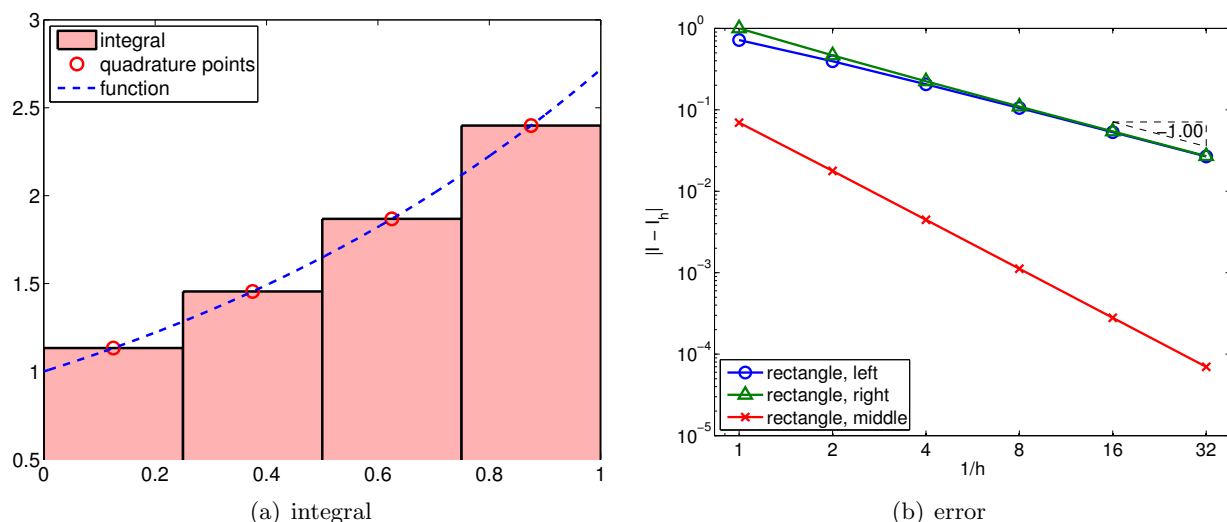 3
2.5
2
1.5
1
0.5
0
0.2
0.4
0.6
0.8
1
integral
quadrature points
function
(a) integral
10^0
10^-1
10^-2
10^-3
10^-4
10^-5
||I − I_h|
−1.00
rectangle, left
rectangle, right
rectangle, middle
1
2
4
8
16
32
1/h
(b) error